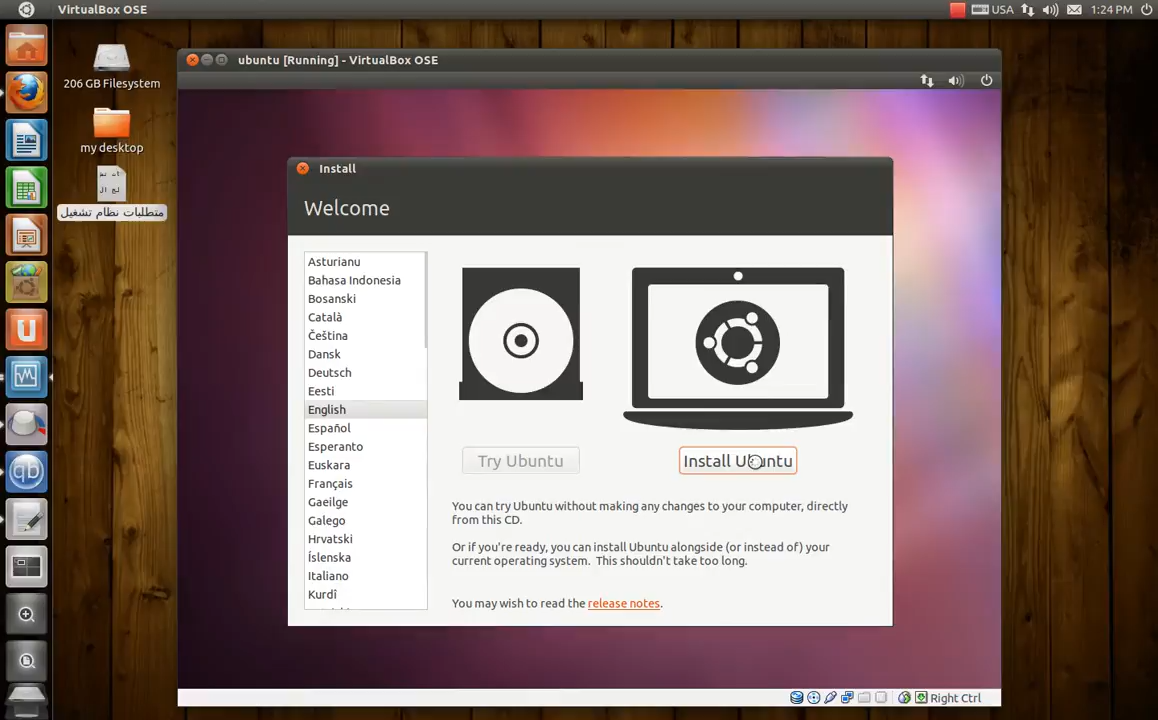 VirtualBox OSE
USA
1:24 PM
206 GB Filesystem
my desktop
متطلبات نظام تشغيل
ubuntu [Running] - VirtualBox OSE
Install
Welcome
Asturianu
Bahasa Indonesia
Bosanski
Català
Čeština
Dansk
Deutsch
Eesti
English
Español
Esperanto
Euskara
Français
Gaeilge
Galego
Hrvatski
Íslenska
Italiano
Kurdî
Try Ubuntu
Install Ubuntu
You can try Ubuntu without making any changes to your computer, directly
from this CD.
Or if you're ready, you can install Ubuntu alongside (or instead of) your
current operating system. This shouldn't take too long.
You may wish to read the release notes.
Right Ctrl